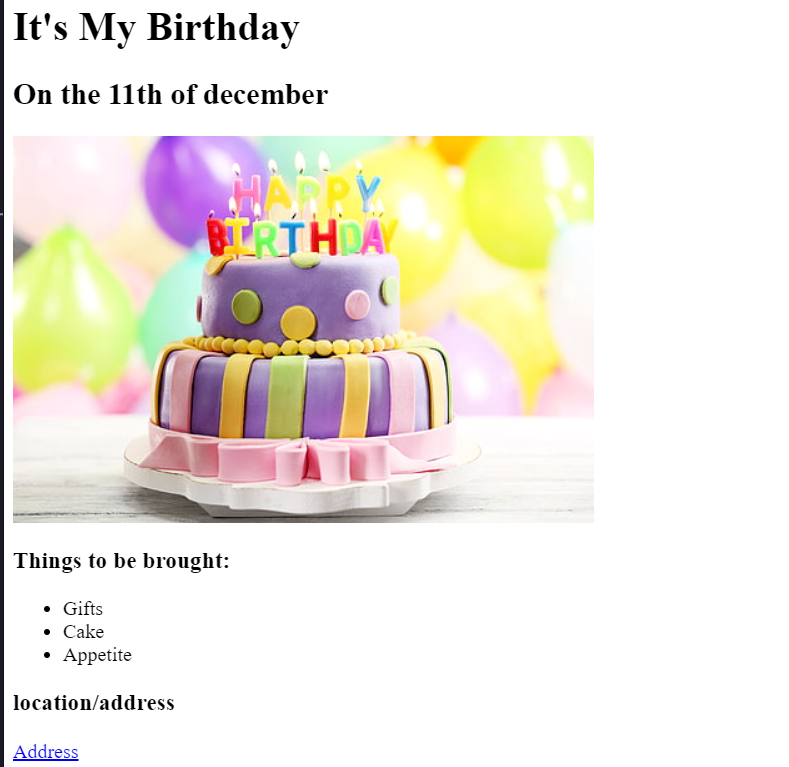 It's My Birthday
On the 11th of december
HAPPY
BIRTHDAY
Things to be brought:
Gifts
Cake
Appetite
location/address
Address